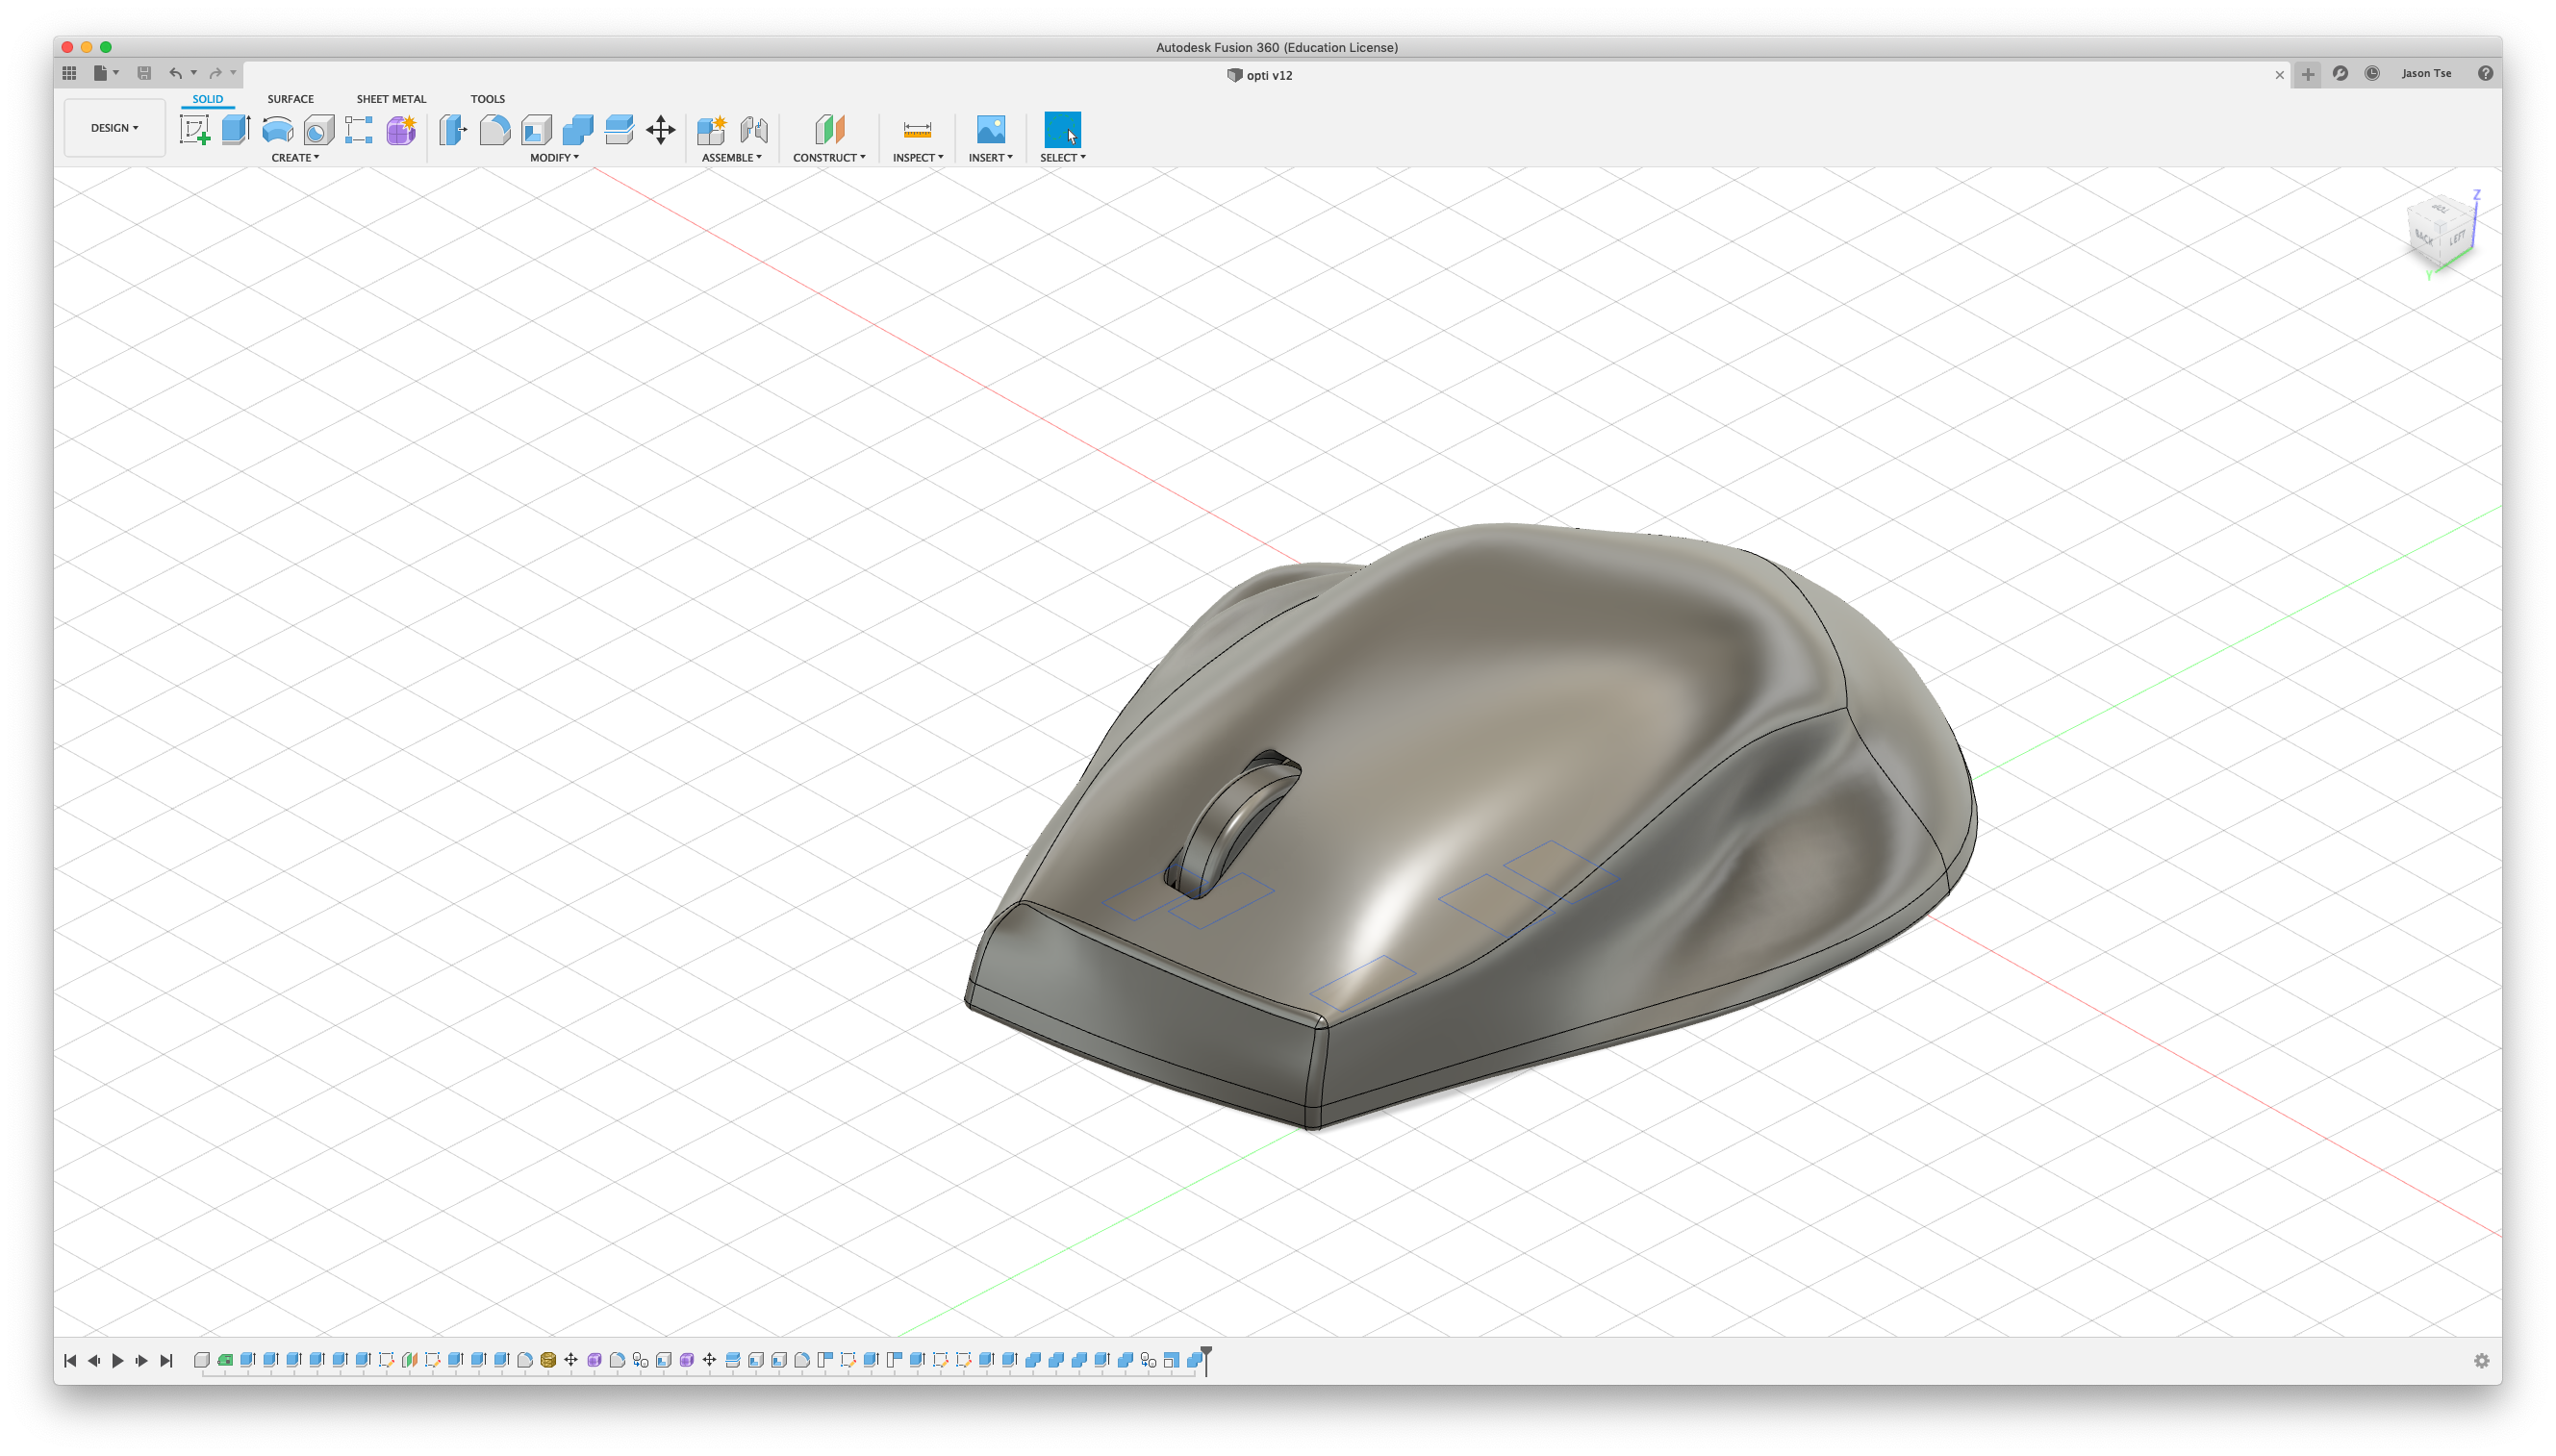 Autodesk Fusion 360 (Education License)
opti v12
Jason Tse
DESIGN
SOLID SURFACE SHEET METAL TOOLS
CREATE MODIFY ASSEMBLE CONSTRUCT INSPECT INSERT SELECT
Z
TOP
BACK LEFT
Y